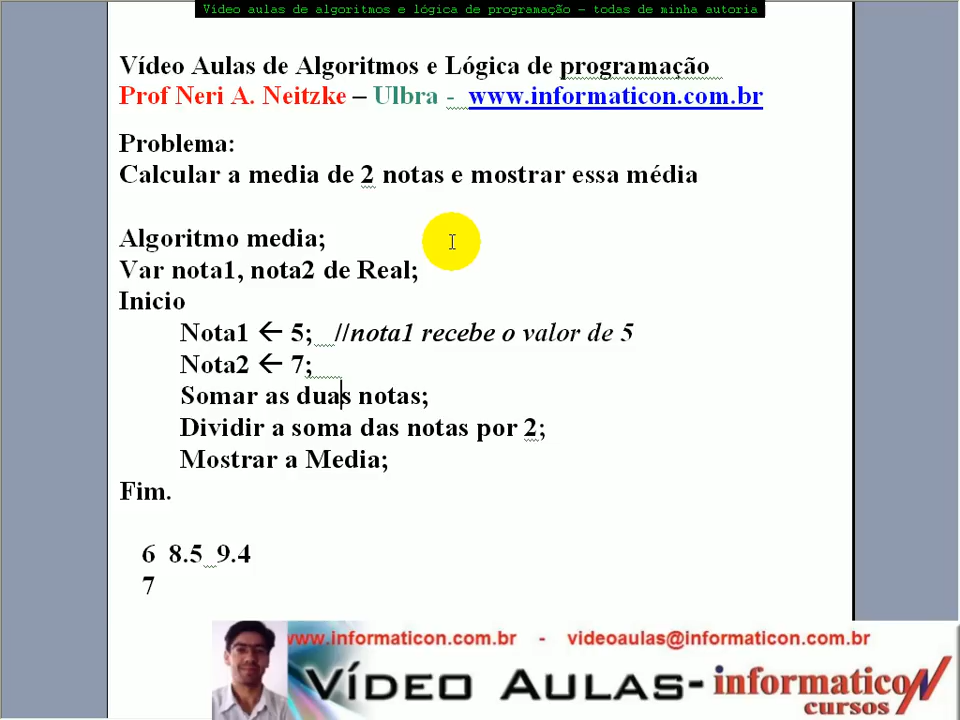 Vídeo aulas de algoritmos e lógica de programação – todas de minha autoria
Vídeo Aulas de Algoritmos e Lógica de programação
Prof Neri A. Neitzke – Ulbra - www.informaticon.com.br
Problema:
Calcular a media de 2 notas e mostrar essa média
Algoritmo media;
Var nota1, nota2 de Real;
Inicio
Nota1 ← 5; //nota1 recebe o valor de 5
Nota2 ← 7;
Somar as duas notas;
Dividir a soma das notas por 2;
Mostrar a Media;
Fim.
6 8.5 9.4
7
www.informaticon.com.br - videoaulas@informaticon.com.br
Vídeo Aulas- informaticon
cursos